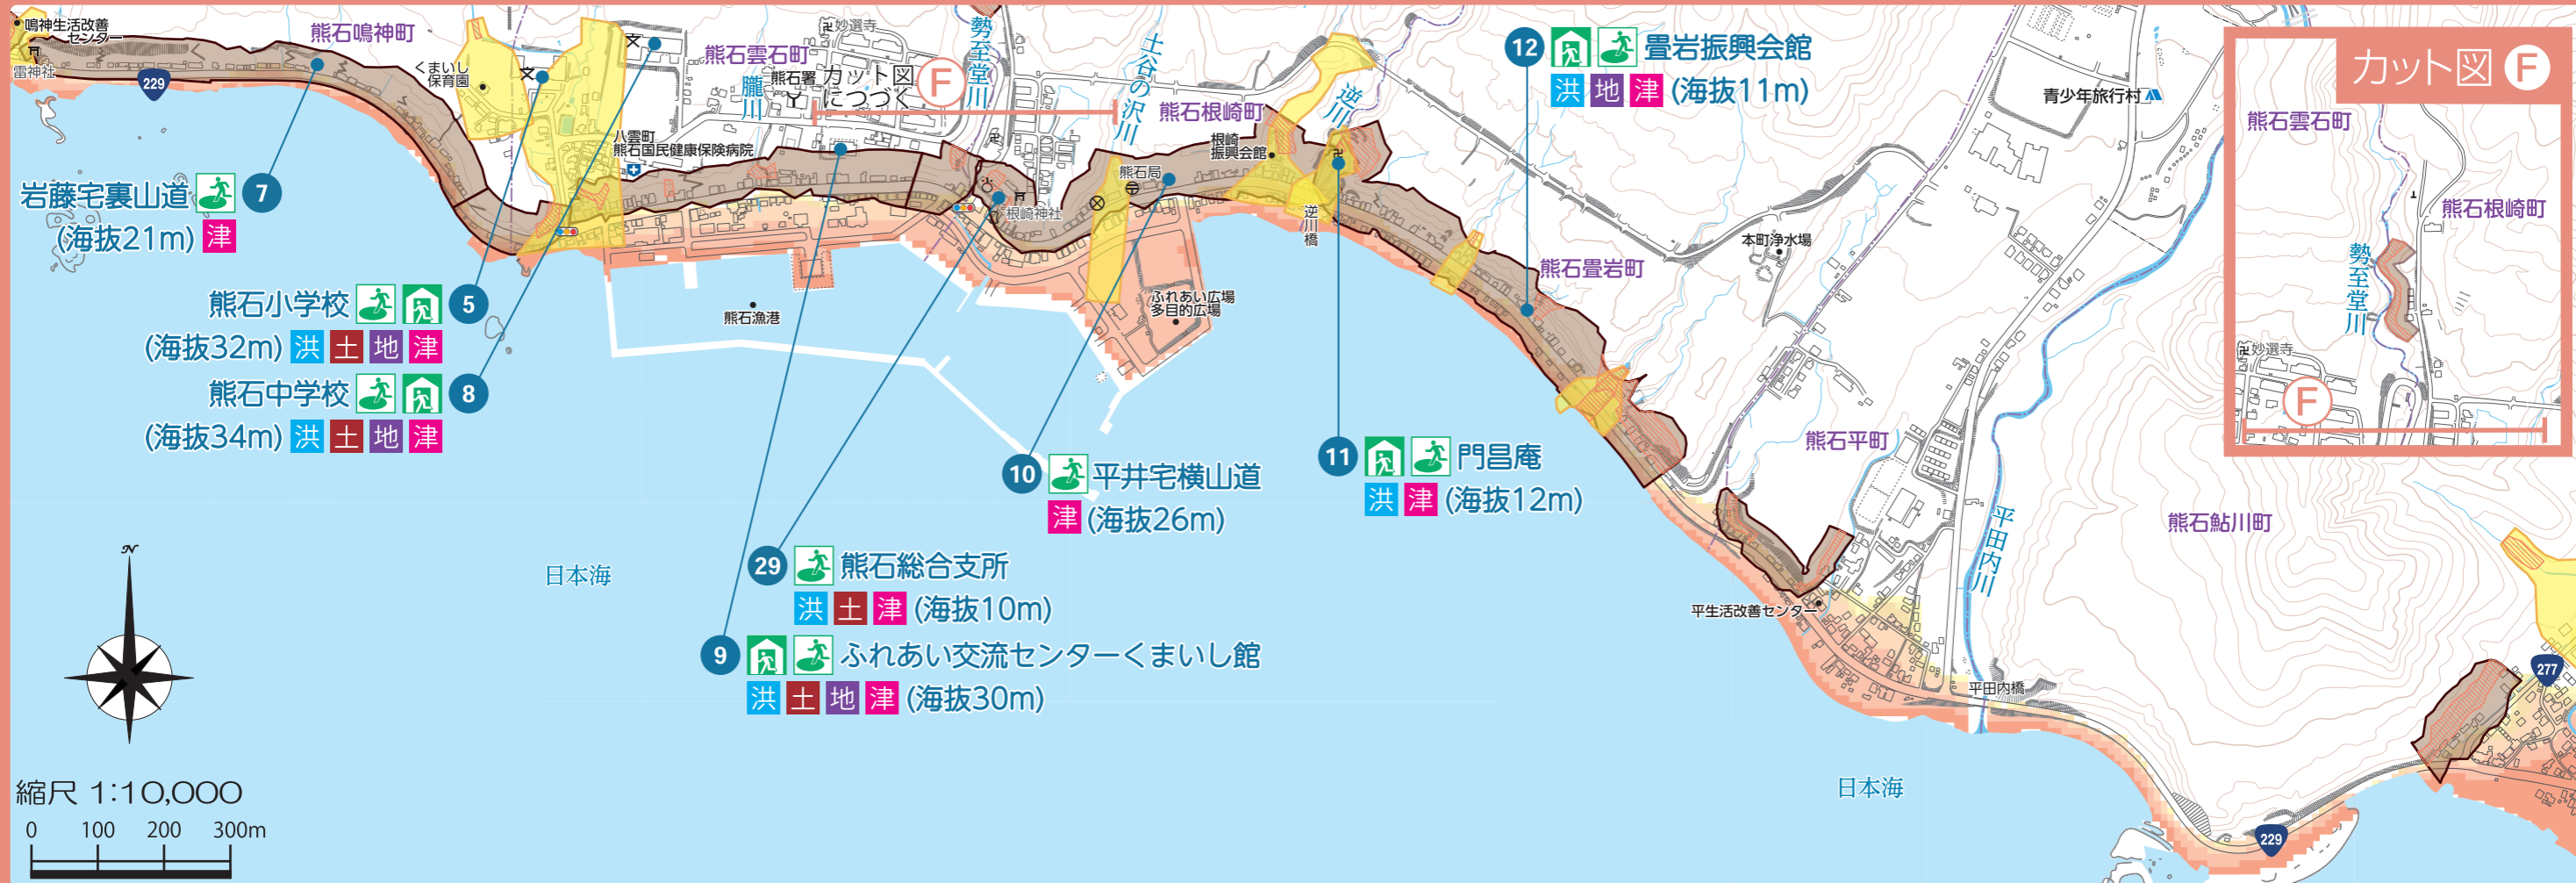 鳴神生活改善
センター
雷神社
熊石鳴神町
229
くまいし
保育園
文
文
熊石雲石町
妙選寺
熊石署
カット図
につづく
F
朧川
勢至堂川
土谷の沢川
熊石根崎町
逆川
八雲町
熊石国民健康保険病院
根崎
振興会館
熊石局
根崎神社
逆川橋
12
畳岩振興会館
洪 地 津 (海抜11m)
青少年旅行村
本町浄水場
熊石畳岩町
カット図 F
熊石雲石町
熊石根崎町
勢至堂川
妙選寺
F
岩藤宅裏山道 7
(海抜21m) 津
熊石小学校 5
(海抜32m) 洪 土 地 津
熊石中学校 8
(海抜34m) 洪 土 地 津
熊石漁港
ふれあい広場
多目的広場
10 平井宅横山道
津 (海抜26m)
11 門昌庵
洪 津 (海抜12m)
29 熊石総合支所
洪 土 津 (海抜10m)
9 ふれあい交流センターくまいし館
洪 土 地 津 (海抜30m)
熊石平町
平田内川
熊石鮎川町
平生活改善センター
平田内橋
277
229
日本海
日本海
N
縮尺 1:10,000
0 100 200 300m